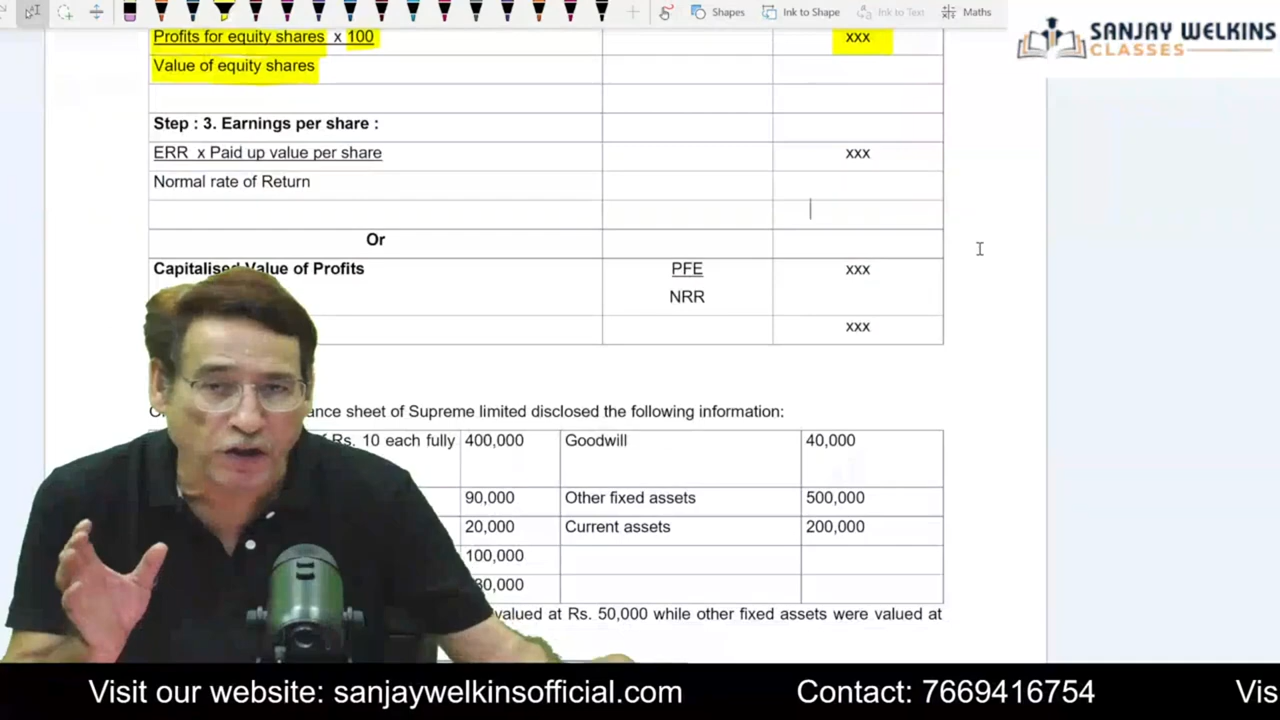 Shapes Ink to Shape Ink to Text Maths
SANJAY WELKINS
CLASSES
Profits for equity shares x 100 xxx
Value of equity shares
Step : 3. Earnings per share :
ERR x Paid up value per share xxx
Normal rate of Return
Or
Capitalised Value of Profits PFE xxx
NRR
xxx
ance sheet of Supreme limited disclosed the following information:
Rs. 10 each fully 400,000 Goodwill 40,000
90,000 Other fixed assets 500,000
20,000 Current assets 200,000
100,000
30,000
valued at Rs. 50,000 while other fixed assets were valued at
Visit our website: sanjaywelkinsofficial.com Contact: 7669416754 Vis